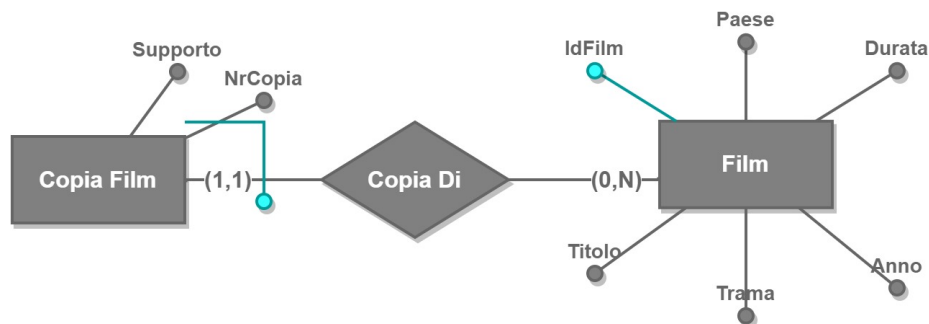 Paese
IdFilm
Durata
Supporto
NrCopia
Copia Film
(1,1)
Copia Di
(0,N)
Film
Titolo
Trama
Anno